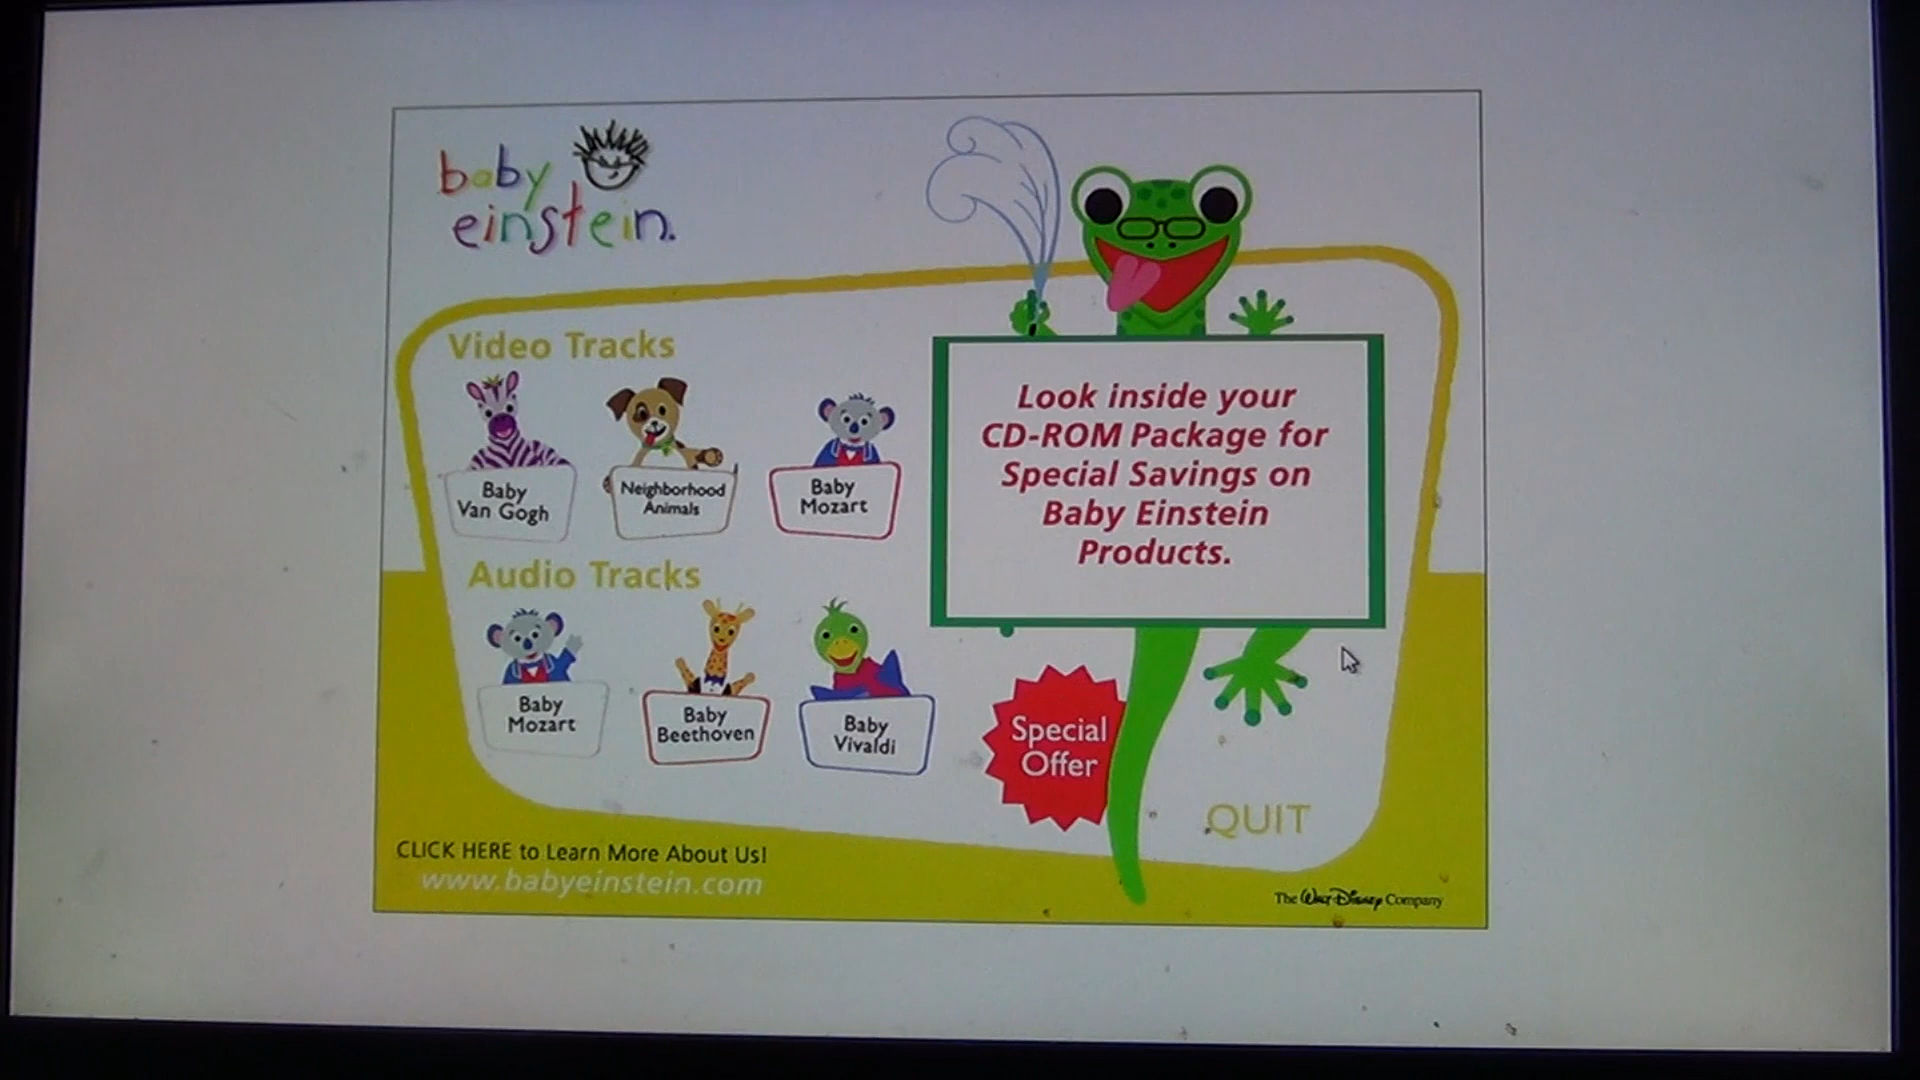 baby
einstein.
Video Tracks
Baby
Van Gogh
Neighborhood
Animals
Baby
Mozart
Audio Tracks
Baby
Mozart
Baby
Beethoven
Baby
Vivaldi
Look inside your
CD-ROM Package for
Special Savings on
Baby Einstein
Products.
Special
Offer
QUIT
CLICK HERE to Learn More About Us!
www.babyeinstein.com
The Walt Disney Company